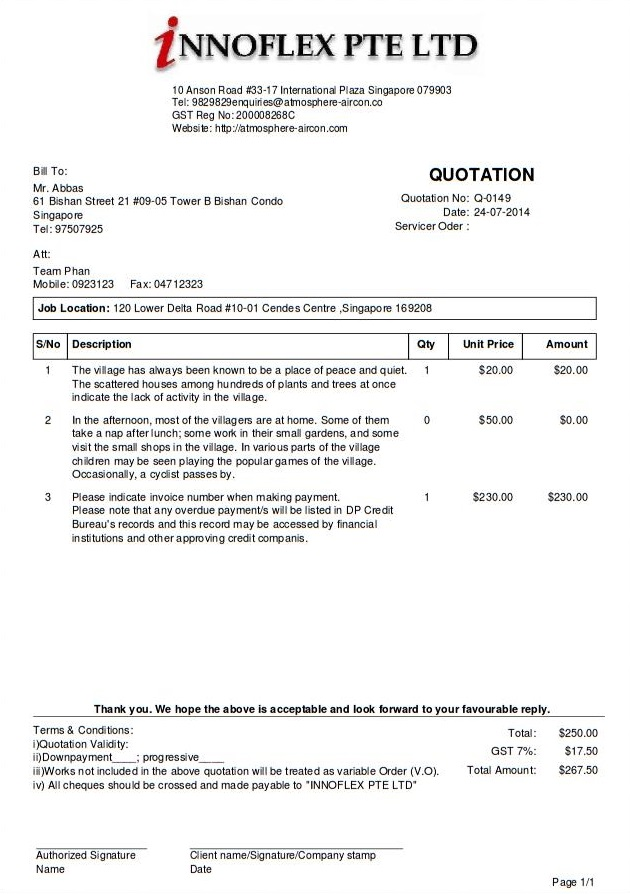 iNNOFLEX PTE LTD
10 Anson Road #33-17 International Plaza Singapore 079903
Tel: 9829829enquiries@atmosphere-aircon.co
GST Reg No: 200008268C
Website: http://atmosphere-aircon.com
Bill To:
Mr. Abbas
61 Bishan Street 21 #09-05 Tower B Bishan Condo
Singapore
Tel: 97507925
QUOTATION
Quotation No: Q-0149
Date: 24-07-2014
Servicer Oder :
Att:
Team Phan
Mobile: 0923123 Fax: 04712323
Job Location: 120 Lower Delta Road #10-01 Cendes Centre ,Singapore 169208
S/No Description Qty Unit Price Amount
1 The village has always been known to be a place of peace and quiet. 1 $20.00 $20.00
The scattered houses among hundreds of plants and trees at once
indicate the lack of activity in the village.
2 In the afternoon, most of the villagers are at home. Some of them 0 $50.00 $0.00
take a nap after lunch; some work in their small gardens, and some
visit the small shops in the village. In various parts of the village
children may be seen playing the popular games of the village.
Occasionally, a cyclist passes by.
3 Please indicate invoice number when making payment. 1 $230.00 $230.00
Please note that any overdue payment/s will be listed in DP Credit
Bureau's records and this record may be accessed by financial
institutions and other approving credit companis.
Thank you. We hope the above is acceptable and look forward to your favourable reply.
Terms & Conditions:
i)Quotation Validity:
ii)Downpayment____; progressive____
iii)Works not included in the above quotation will be treated as variable Order (V.O).
iv) All cheques should be crossed and made payable to "INNOFLEX PTE LTD"
Total: $250.00
GST 7%: $17.50
Total Amount: $267.50
Authorized Signature
Name
Client name/Signature/Company stamp
Date
Page 1/1